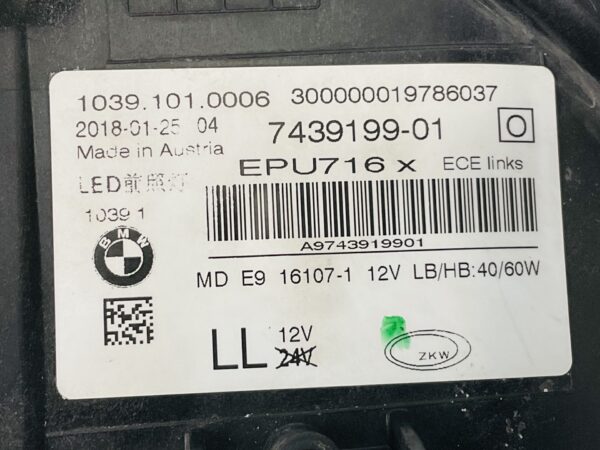 1039.101.0006 300000019786037
2018-01-25 04 7439199-01 O
Made in Austria EPU716 x ECE links
LED前照灯
1039 1
BMW
A9743919901
MD E9 16107-1 12V LB/HB:40/60W
LL 12V
24V
ZKW